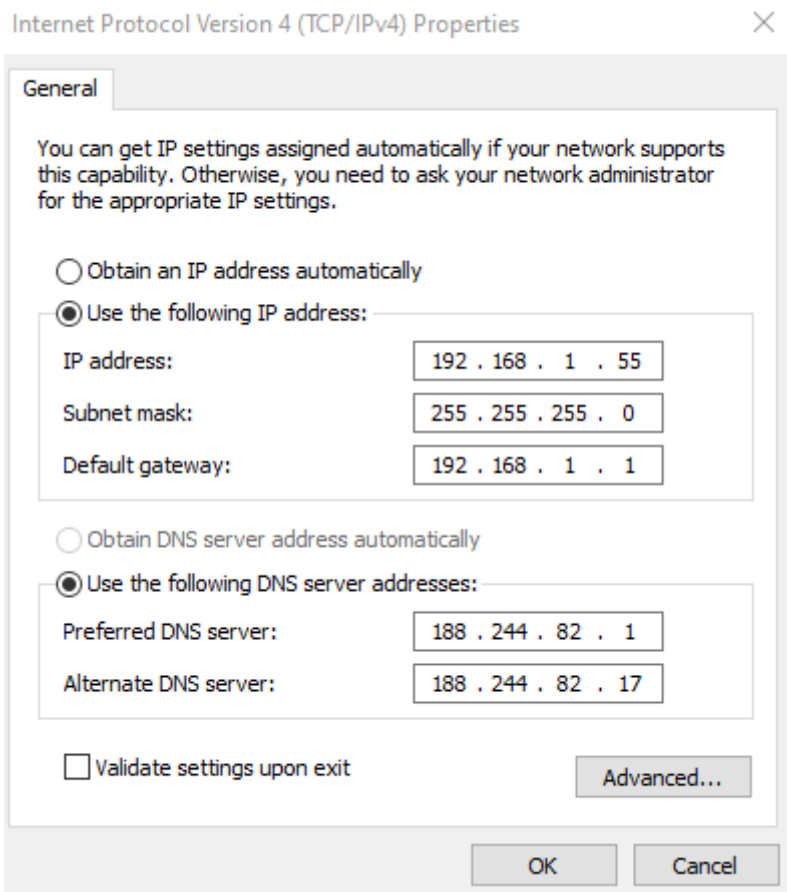 Internet Protocol Version 4 (TCP/IPv4) Properties
General
You can get IP settings assigned automatically if your network supports
this capability. Otherwise, you need to ask your network administrator
for the appropriate IP settings.
Obtain an IP address automatically
Use the following IP address:
IP address: 192 . 168 . 1 . 55
Subnet mask: 255 . 255 . 255 . 0
Default gateway: 192 . 168 . 1 . 1
Obtain DNS server address automatically
Use the following DNS server addresses:
Preferred DNS server: 188 . 244 . 82 . 1
Alternate DNS server: 188 . 244 . 82 . 17
Validate settings upon exit
Advanced...
OK Cancel